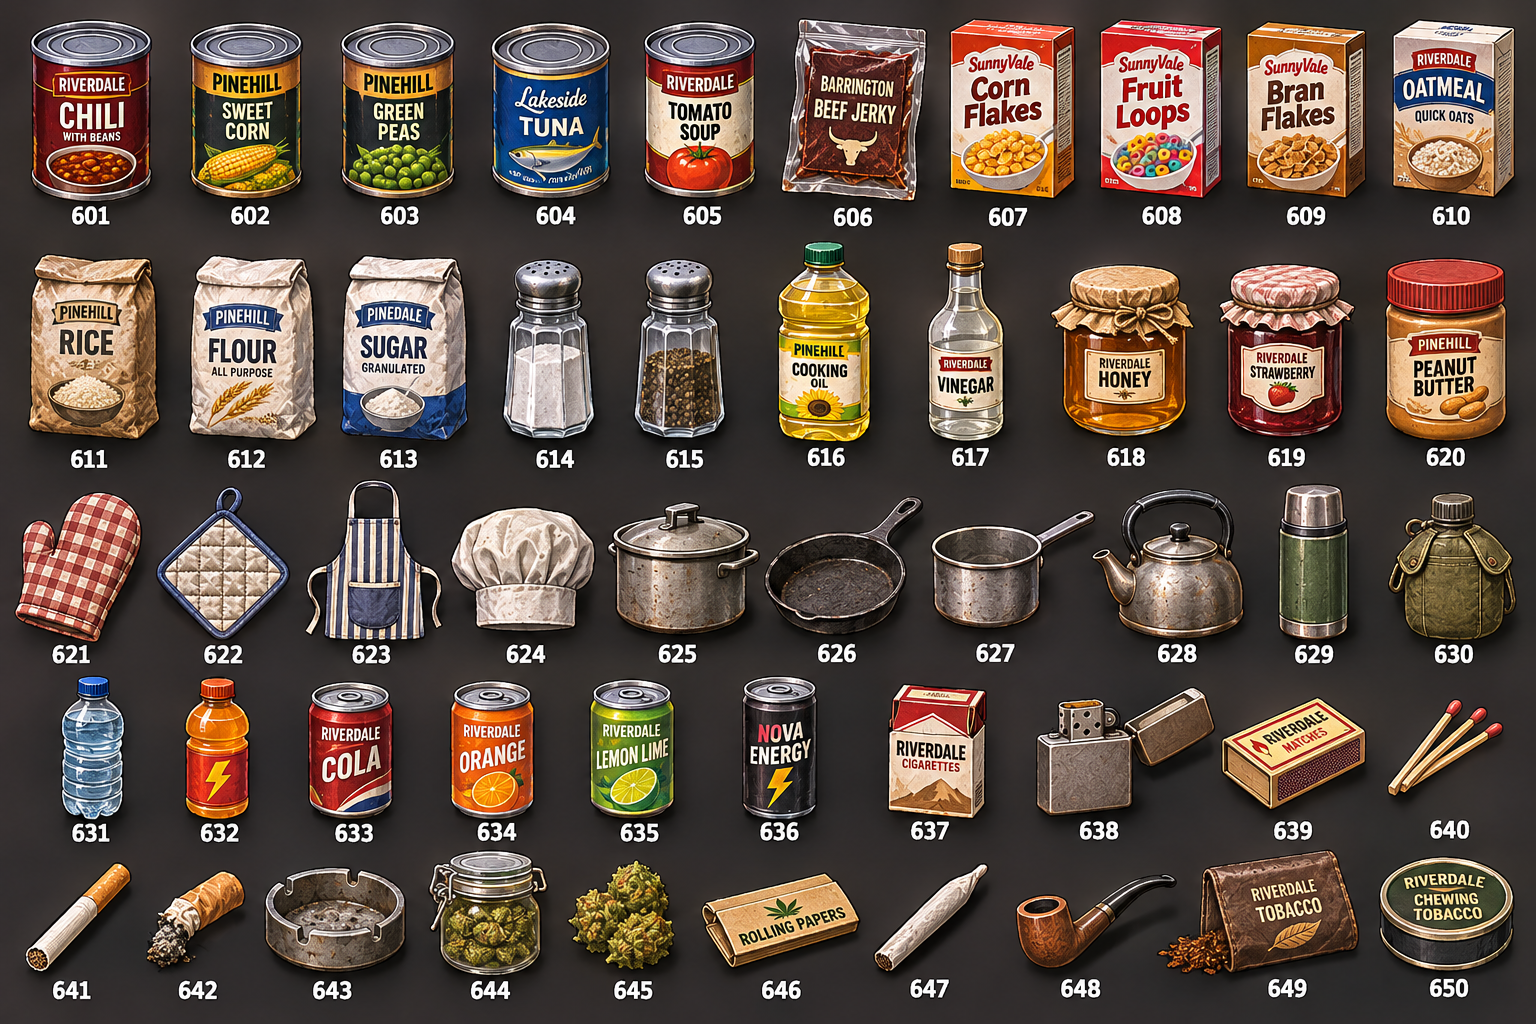 RIVERDALE
CHILI
WITH BEANS
PINEHILL
SWEET
CORN
PINEHILL
GREEN
PEAS
Lakeside
TUNA
RIVERDALE
TOMATO
SOUP
BARRINGTON
BEEF JERKY
SunnyVale
Corn
Flakes
SunnyVale
Fruit
Loops
SunnyVale
Bran
Flakes
RIVERDALE
OATMEAL
QUICK OATS
601
602
603
604
605
606
607
608
609
610
PINEHILL
RICE
PINEHILL
FLOUR
ALL PURPOSE
PINEDALE
SUGAR
GRANULATED
PINEHILL
COOKING
OIL
RIVERDALE
VINEGAR
RIVERDALE
HONEY
RIVERDALE
STRAWBERRY
PINEHILL
PEANUT
BUTTER
611
612
613
614
615
616
617
618
619
620
621
622
623
624
625
626
627
628
629
630
RIVERDALE
COLA
RIVERDALE
ORANGE
RIVERDALE
LEMON LIME
NOVA
ENERGY
RIVERDALE
CIGARETTES
RIVERDALE
MATCHES
631
632
633
634
635
636
637
638
639
640
ROLLING PAPERS
RIVERDALE
TOBACCO
RIVERDALE
CHEWING
TOBACCO
641
642
643
644
645
646
647
648
649
650